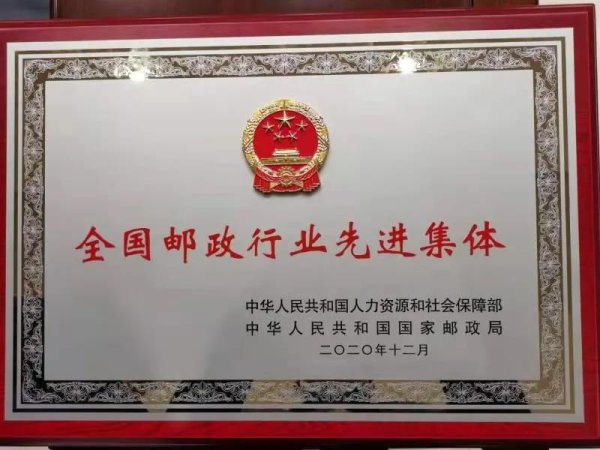 全国邮政行业先进集体
中华人民共和国人力资源和社会保障部
中华人民共和国国家邮政局
二〇二〇年十二月